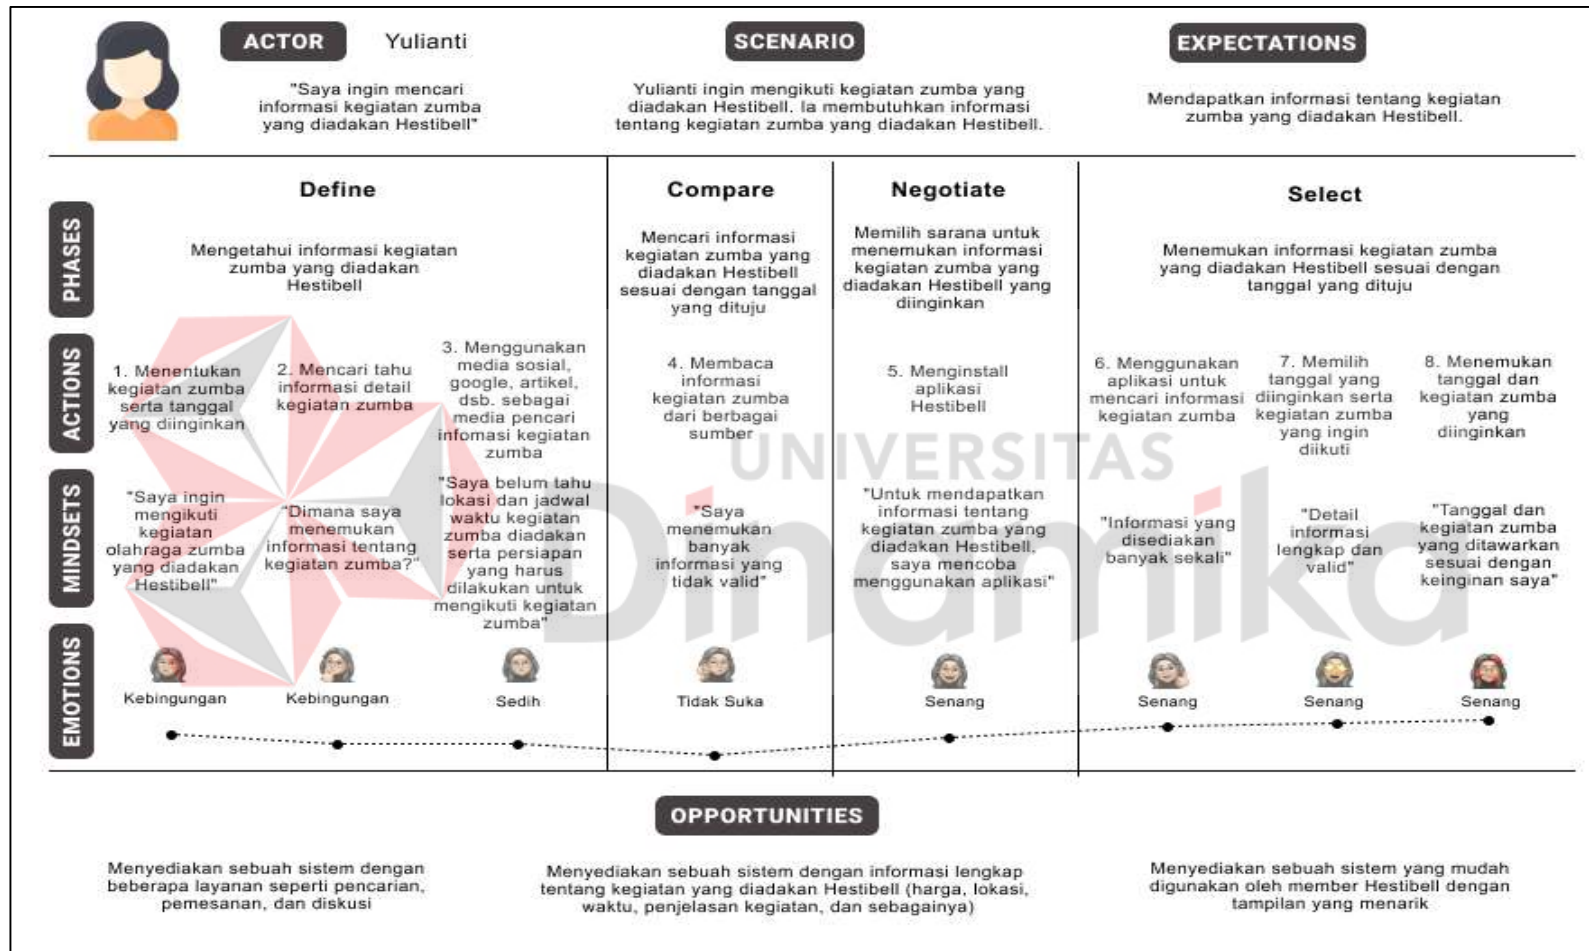 ACTOR
Yulianti
"Saya ingin mencari
informasi kegiatan zumba
yang diadakan Hestibell"
SCENARIO
Yulianti ingin mengikuti kegiatan zumba yang
diadakan Hestibell. Ia membutuhkan informasi
tentang kegiatan zumba yang diadakan Hestibell.
EXPECTATIONS
Mendapatkan informasi tentang kegiatan
zumba yang diadakan Hestibell.
PHASES
Define
Mengetahui informasi kegiatan
zumba yang diadakan
Hestibell
Compare
Mencari informasi
kegiatan zumba yang
diadakan Hestibell
sesuai dengan tanggal
yang dituju
Negotiate
Memilih sarana untuk
menemukan informasi
kegiatan zumba yang
diadakan Hestibell yang
diinginkan
Select
Menemukan informasi kegiatan zumba
yang diadakan Hestibell sesuai dengan
tanggal yang dituju
ACTIONS
1. Menentukan
kegiatan zumba
serta tanggal
yang diinginkan
2. Mencari tahu
informasi detail
kegiatan zumba
3. Menggunakan
media sosial,
google, artikel,
dsb. sebagai
media pencari
infomasi kegiatan
zumba
4. Membaca
informasi
kegiatan zumba
dari berbagai
sumber
5. Menginstall
aplikasi
Hestibell
6. Menggunakan
aplikasi untuk
mencari informasi
kegiatan zumba
7. Memilih
tanggal yang
diinginkan serta
kegiatan zumba
yang ingin
diikuti
8. Menemukan
tanggal dan
kegiatan zumba
yang
diinginkan
MINDSETS
"Saya ingin
mengikuti
kegiatan
olahraga zumba
yang diadakan
Hestibell"
"Dimana saya
menemukan
informasi tentang
kegiatan zumba?"
"Saya belum tahu
lokasi dan jadwal
waktu kegiatan
zumba diadakan
serta persiapan
yang harus
dilakukan untuk
mengikuti kegiatan
zumba"
"Saya
menemukan
banyak
informasi yang
tidak valid"
"Untuk mendapatkan
informasi tentang
kegiatan zumba yang
diadakan Hestibell,
saya mencoba
menggunakan aplikasi"
"Informasi yang
disediakan
banyak sekali"
"Detail
informasi
lengkap dan
valid"
"Tanggal dan
kegiatan zumba
yang ditawarkan
sesuai dengan
keinginan saya"
EMOTIONS
Kebingungan
Kebingungan
Sedih
Tidak Suka
Senang
Senang
Senang
Senang
OPPORTUNITIES
Menyediakan sebuah sistem dengan
beberapa layanan seperti pencarian,
pemesanan, dan diskusi
Menyediakan sebuah sistem dengan informasi lengkap
tentang kegiatan yang diadakan Hestibell (harga, lokasi,
waktu, penjelasan kegiatan, dan sebagainya)
Menyediakan sebuah sistem yang mudah
digunakan oleh member Hestibell dengan
tampilan yang menarik
UNIVERSITAS
Dinamika